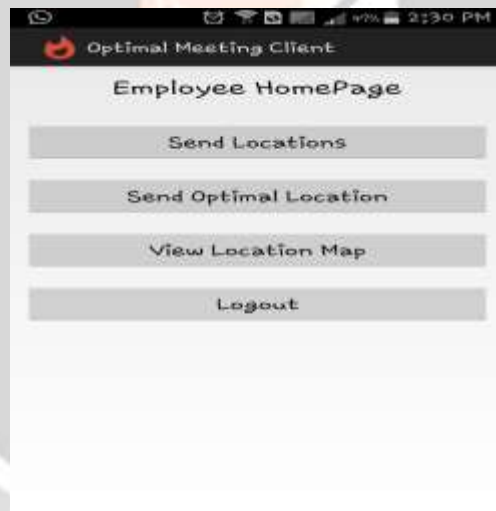 2:30 PM
Optimal Meeting Client
Employee HomePage
Send Locations
Send Optimal Location
View Location Map
Logout